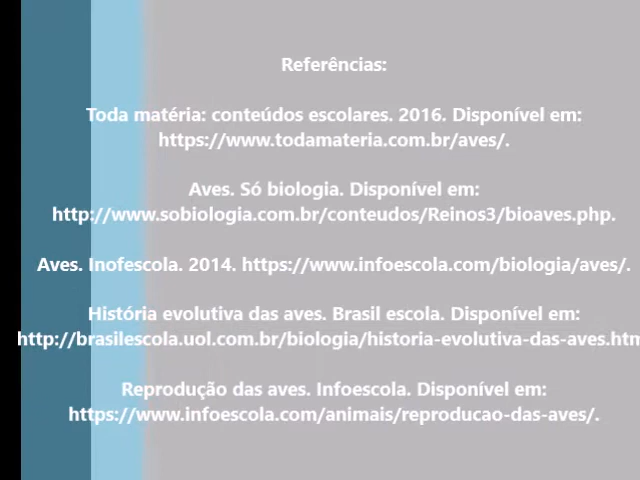 Referências:
Toda matéria: conteúdos escolares. 2016. Disponível em:
https://www.todamateria.com.br/aves/.
Aves. Só biologia. Disponível em:
http://www.sobiologia.com.br/conteudos/Reinos3/bioaves.php.
Aves. Inofescola. 2014. https://www.infoescola.com/biologia/aves/.
História evolutiva das aves. Brasil escola. Disponível em:
http://brasilescola.uol.com.br/biologia/historia-evolutiva-das-aves.htm
Reprodução das aves. Infoescola. Disponível em:
https://www.infoescola.com/animais/reproducao-das-aves/.